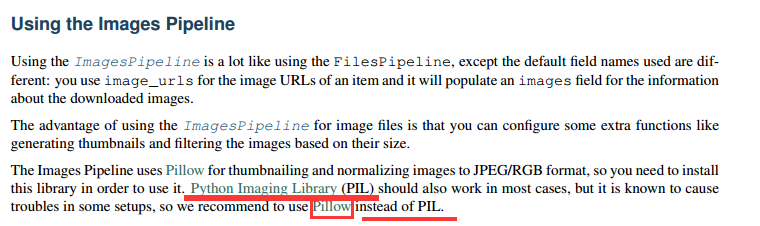 Using the Images Pipeline
Using the ImagesPipeline is a lot like using the FilesPipeline, except the default field names used are dif-
ferent: you use image_urls for the image URLs of an item and it will populate an images field for the information
about the downloaded images.
The advantage of using the ImagesPipeline for image files is that you can configure some extra functions like
generating thumbnails and filtering the images based on their size.
The Images Pipeline uses Pillow for thumbnailing and normalizing images to JPEG/RGB format, so you need to install
this library in order to use it. Python Imaging Library (PIL) should also work in most cases, but it is known to cause
troubles in some setups, so we recommend to use Pillow instead of PIL.